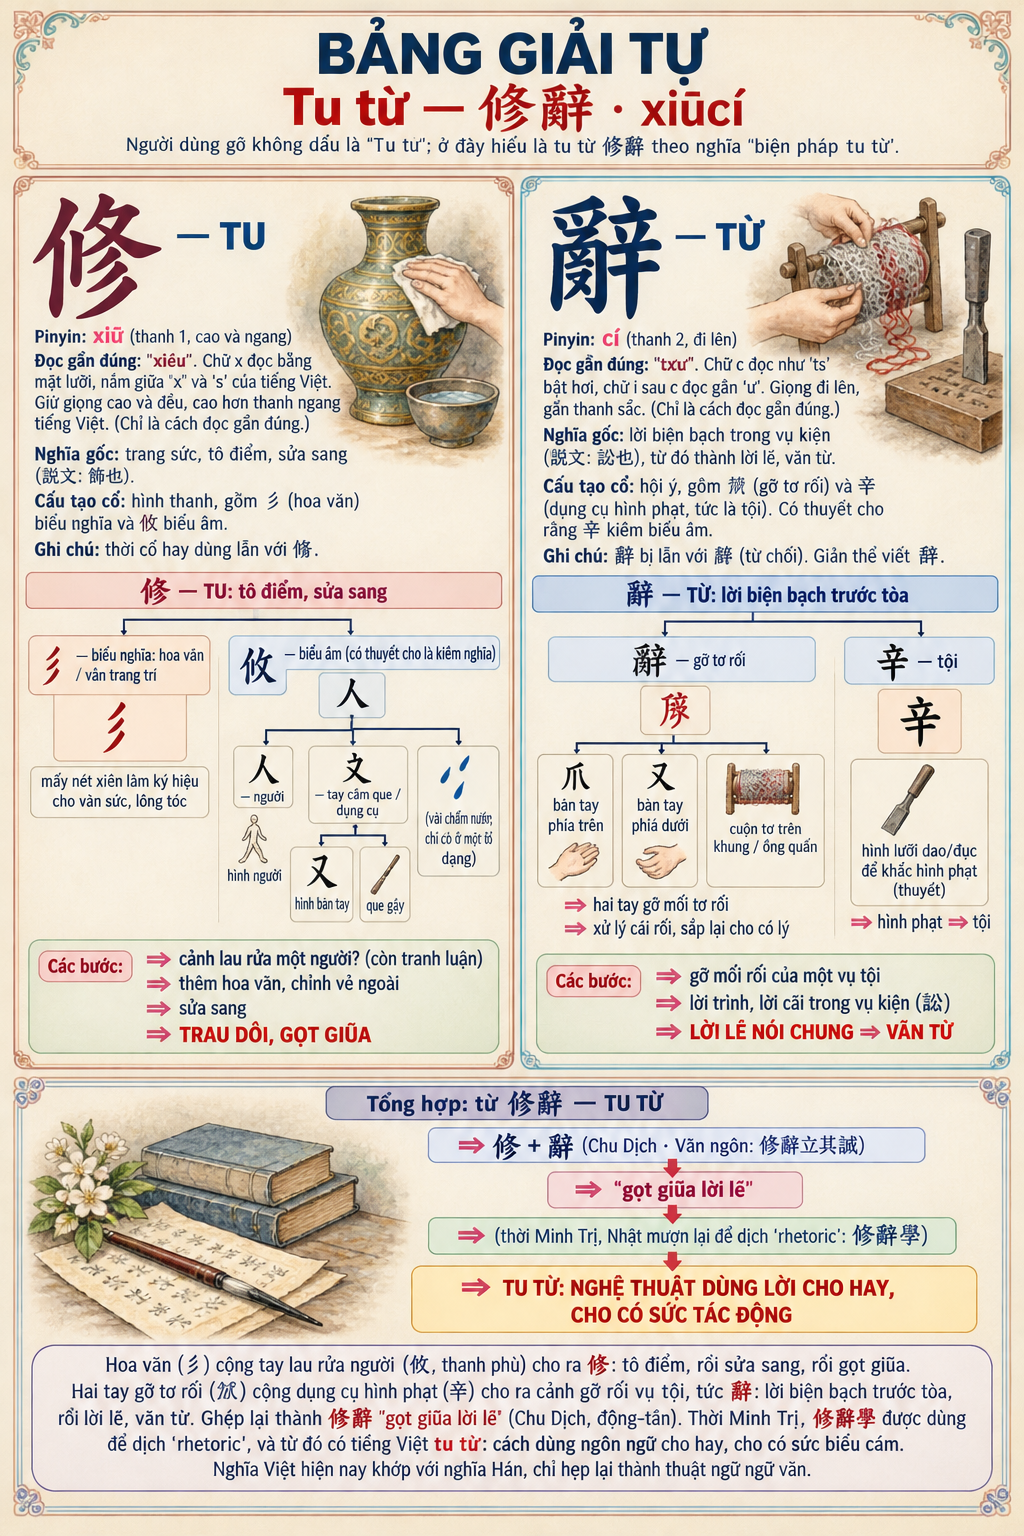 BẢNG GIẢI TỰ
Tu từ — 修辭 · xiūcí
Người dùng gõ không dấu là "Tu tu"; ở đây hiểu là tu từ 修辭 theo nghĩa "biện pháp tu từ'.
修 — TU
Pinyin: xiū (thanh 1, cao và ngang)
Đọc gần đúng: "xiêu". Chữ x đọc bằng
mặt lưỡi, nằm giữa "x" và 's' của tiếng Việt.
Giữ giọng cao và đều, cao hơn thanh ngang
tiếng Việt. (Chỉ là cách đọc gần đúng.)
Nghĩa gốc: trang sức, tô điểm, sửa sang
(説文: 飾也).
Cấu tạo cổ: hình thanh, gồm 彡 (hoa văn)
biểu nghĩa và 攸 biểu âm.
Ghi chú: thời cổ hay dùng lẫn với 脩.
修 — TU: tô điểm, sửa sang
彡 — biểu nghĩa: hoa văn
/ vân trang trí
彡
mấy nét xiên làm ký hiệu
cho vàn sức, lông tóc
攸 — biểu âm (có thuyết cho là kiêm nghĩa)
人
人
— người
hình người
文
— tay cầm que /
dụng cụ
又
hình bàn tay
que gậy
(vài chấm nước,
chỉ có ở một số
dạng)
Các bước:
⇒ cảnh lau rửa một người? (còn tranh luận)
⇒ thêm hoa văn, chỉnh vẻ ngoài
⇒ sửa sang
⇒ TRAU DỒI, GỌT GIŨA
辭 — TỪ
Pinyin: cí (thanh 2, đi lên)
Đọc gần đúng: "txư". Chữ c đọc như 'ts'
bật hơi, chữ i sau c đọc gần 'ư'. Giọng đi lên,
gần thanh sắc. (Chỉ là cách đọc gần đúng.)
Nghĩa gốc: lời biện bạch trong vụ kiện
(説文: 訟也), từ đó thành lời lẽ, văn từ.
Cấu tạo cổ: hội ý, gồm (gỡ tơ rối) và 辛
(dụng cụ hình phạt, tức là tội). Có thuyết cho
rằng 辛 kiêm biểu âm.
Ghi chú: 辭 bị lẫn với (từ chối). Giản thể viết
辭 — TỪ: lời biện bạch trước tòa
辭 — gỡ tơ rối
爪
bàn tay
phía trên
又
bàn tay
phiá dưới
cuộn tơ trên
khung / ống quấn
⇒ hai tay gỡ mối tơ rối
⇒ xử lý cái rối, sắp lại cho có lý
辛 — tội
辛
hình lưỡi dao/đục
để khắc hình phạt
(thuyết)
⇒ hình phạt ⇒ tội
Các bước:
⇒ gỡ mối rối của một vụ tội
⇒ lời trình, lời cãi trong vụ kiện (訟)
⇒ LỜI LẼ NÓI CHUNG ⇒ VĂN TỪ
Tổng hợp: từ 修辭 — TU TỪ
⇒ 修 + 辭 (Chu Dịch · Văn ngôn: 修辭立其誠)
⇒ "gọt giũa lời lẽ"
⇒ (thời Minh Trị, Nhật mượn lại để dịch 'rhetoric': 修辭學)
⇒ TU TỪ: NGHỆ THUẬT DÙNG LỜI CHO HAY,
CHO CÓ SỨC TÁC ĐỘNG
Hoa văn (彡) cộng tay lau rửa người (攸, thanh phù) cho ra 修: tô điểm, rồi sửa sang, rồi gọt giũa.
Hai tay gỡ tơ rối cộng dụng cụ hình phạt (辛) cho ra cảnh gỡ rối vụ tội, tức 辭: lời biện bạch trước tòa,
rồi lời lẽ, văn từ. Ghép lại thành 修辭 "gọt giũa lời lẽ" (Chu Dịch, động-tân). Thời Minh Trị, 修辭學 được dùng
để dịch 'rhetoric', và từ đó có tiếng Việt tu từ: cách dùng ngôn ngữ cho hay, cho có sức biểu cảm.
Nghĩa Việt hiện nay khớp với nghĩa Hán, chỉ hẹp lại thành thuật ngữ ngữ văn.